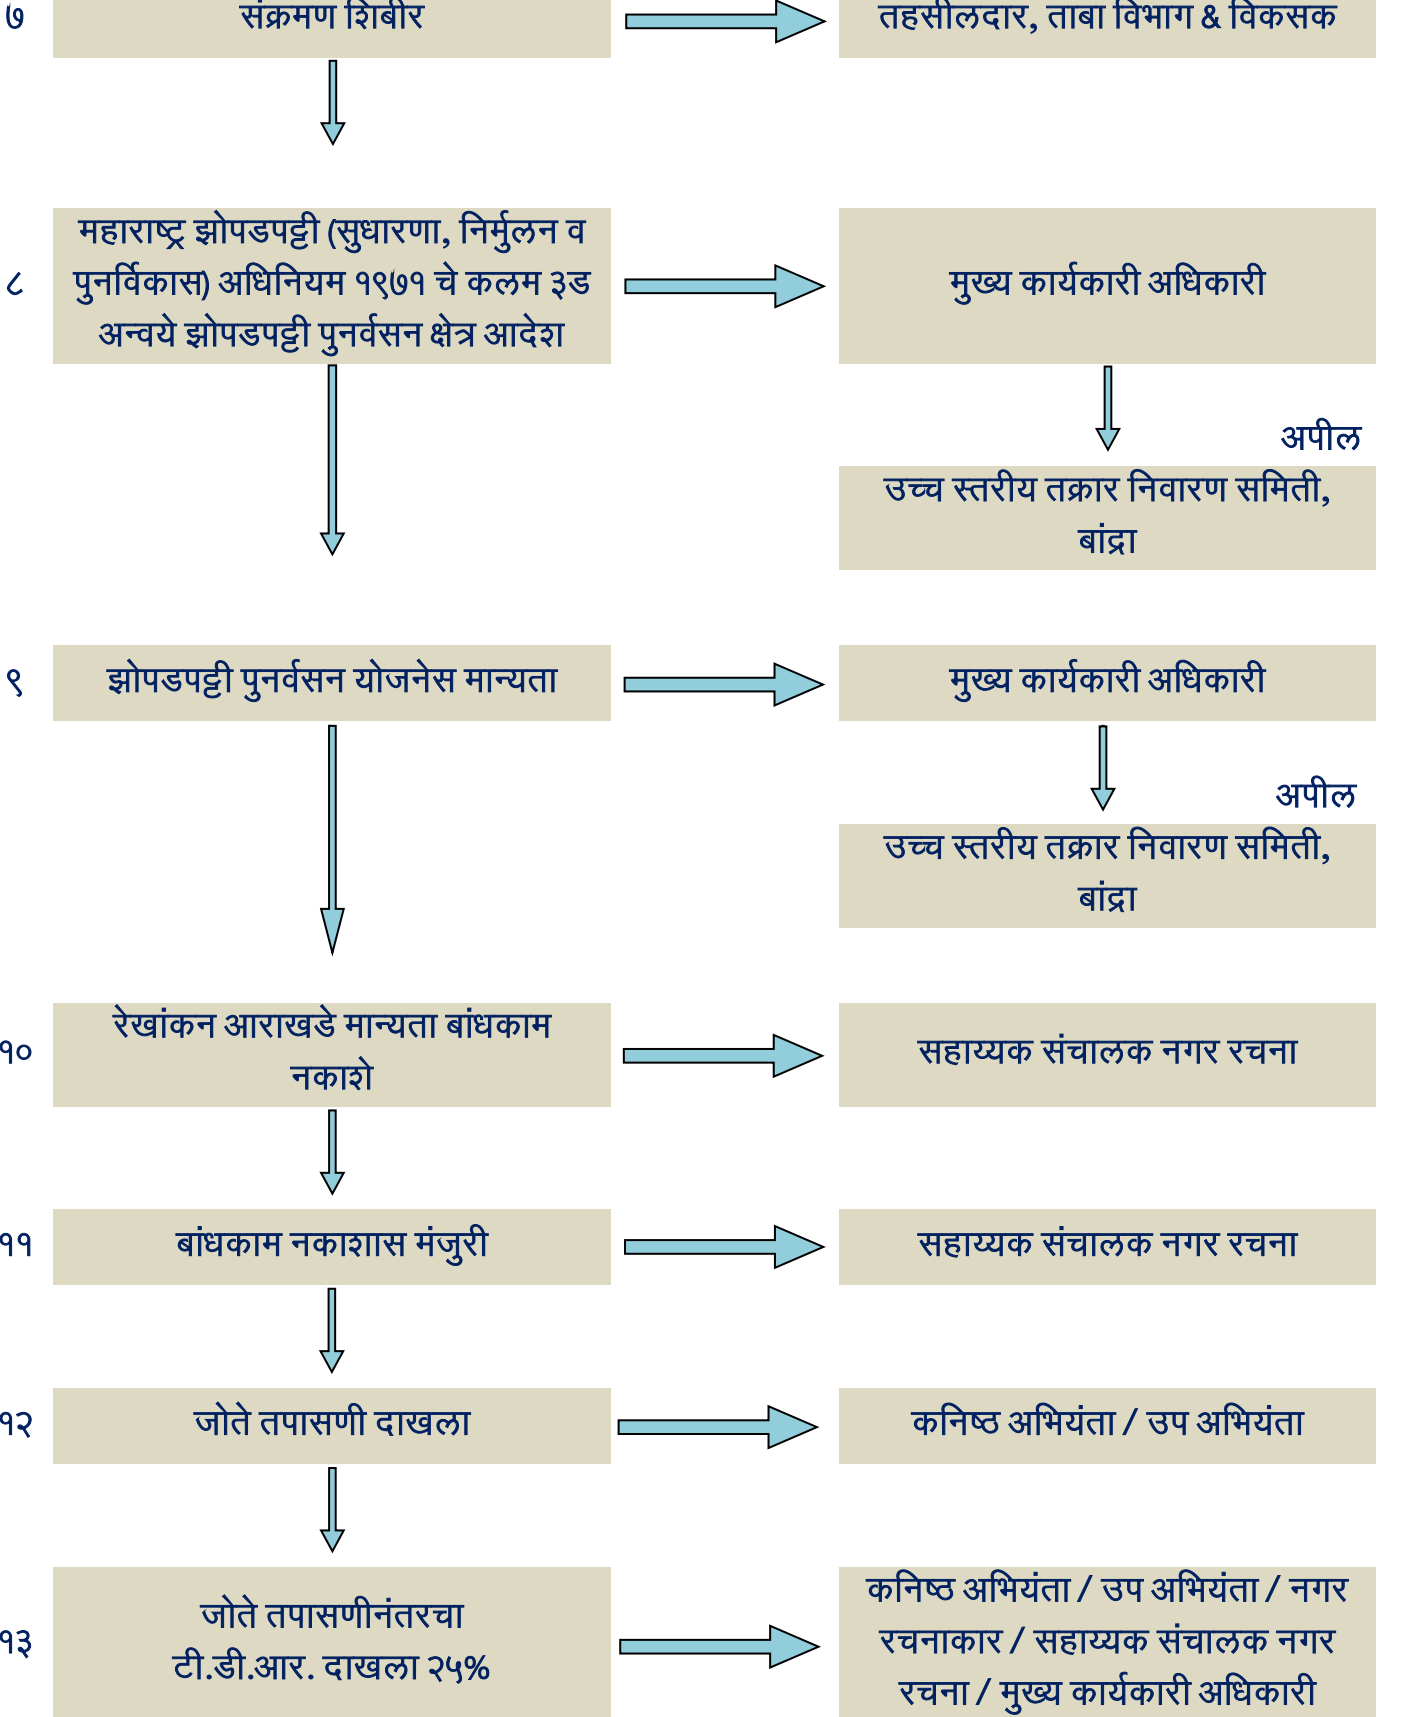 ७
संक्रमण शिबीर
तहसीलदार, ताबा विभाग & विकसक
८
महाराष्ट्र झोपडपट्टी (सुधारणा, निर्मुलन व
पुनर्विकास) अधिनियम १९७१ चे कलम ३ड
अन्वये झोपडपट्टी पुनर्वसन क्षेत्र आदेश
मुख्य कार्यकारी अधिकारी
अपील
उच्च स्तरीय तक्रार निवारण समिती,
बांद्रा
९
झोपडपट्टी पुनर्वसन योजनेस मान्यता
मुख्य कार्यकारी अधिकारी
अपील
उच्च स्तरीय तक्रार निवारण समिती,
बांद्रा
१०
रेखांकन आराखडे मान्यता बांधकाम
नकाशे
सहाय्यक संचालक नगर रचना
११
बांधकाम नकाशास मंजुरी
सहाय्यक संचालक नगर रचना
१२
जोते तपासणी दाखला
कनिष्ठ अभियंता / उप अभियंता
१३
जोते तपासणीनंतरचा
टी.डी.आर. दाखला २५%
कनिष्ठ अभियंता / उप अभियंता / नगर
रचनाकार / सहाय्यक संचालक नगर
रचना / मुख्य कार्यकारी अधिकारी